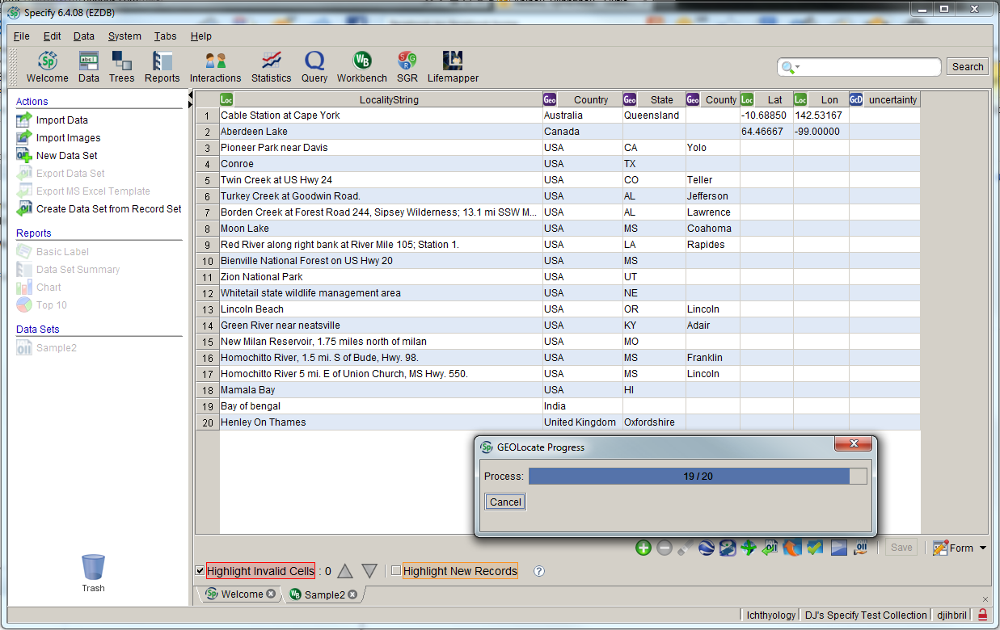 Specify 6.4.08 (EZDB)
File Edit Data System Tabs Help
Welcome Data Trees Reports Interactions Statistics Query Workbench SGR Lifemapper
Search
Actions
Import Data
Import Images
New Data Set
Export Data Set
Export MS Excel Template
Create Data Set from Record Set
Reports
Basic Label
Data Set Summary
Chart
Top 10
Data Sets
Sample2
Trash
Loc LocalityString Geo Country Geo State Geo County Loc Lat Loc Lon GcD uncertainty
1 Cable Station at Cape York Australia Queensland -10.68850 142.53167
2 Aberdeen Lake Canada 64.46667 -99.00000
3 Pioneer Park near Davis USA CA Yolo
4 Conroe USA TX
5 Twin Creek at US Hwy 24 USA CO Teller
6 Turkey Creek at Goodwin Road. USA AL Jefferson
7 Borden Creek at Forest Road 244, Sipsey Wilderness; 13.1 mi SSW M... USA AL Lawrence
8 Moon Lake USA MS Coahoma
9 Red River along right bank at River Mile 105; Station 1. USA LA Rapides
10 Bienville National Forest on US Hwy 20 USA MS
11 Zion National Park USA UT
12 Whitetail state wildlife management area USA NE
13 Lincoln Beach USA OR Lincoln
14 Green River near neatsville USA KY Adair
15 New Milan Reservoir, 1.75 miles north of milan USA MO
16 Homochitto River, 1.5 mi. S of Bude, Hwy. 98. USA MS Franklin
17 Homochitto River 5 mi. E of Union Church, MS Hwy. 550. USA MS Lincoln
18 Mamala Bay USA HI
19 Bay of bengal India
20 Henley On Thames United Kingdom Oxfordshire
GEOLocate Progress
Process: 19 / 20
Cancel
Save Form
Highlight Invalid Cells : 0 Highlight New Records
Welcome Sample2
Ichthyology DJ's Specify Test Collection djihbril